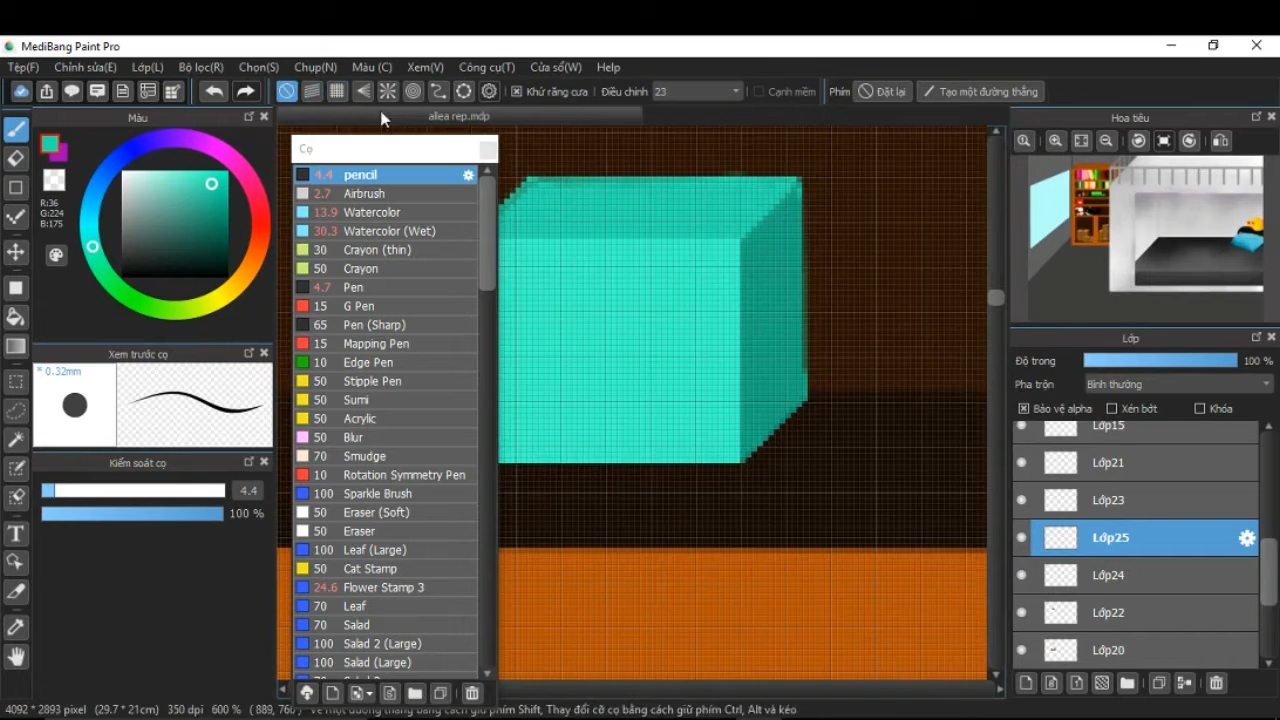 MediBang Paint Pro
Tệp(F) Chỉnh sửa(E) Lớp(L) Bộ lọc(R) Chọn(S) Chụp(N) Màu (C) Xem(V) Công cụ(T) Cửa sổ(W) Help
Khử răng cưa Điều chỉnh 23 Cạnh mềm Phím Đặt lại Tạo một đường thẳng
Màu
aliea rep.mdp
Hoa tiêu
R:36
G:224
B:175
Cọ
4.4 pencil
2.7 Airbrush
13.9 Watercolor
30.3 Watercolor (Wet)
30 Crayon (thin)
50 Crayon
4.7 Pen
15 G Pen
65 Pen (Sharp)
15 Mapping Pen
10 Edge Pen
50 Stipple Pen
50 Sumi
50 Acrylic
50 Blur
70 Smudge
10 Rotation Symmetry Pen
100 Sparkle Brush
50 Eraser (Soft)
50 Eraser
100 Leaf (Large)
50 Cat Stamp
24.6 Flower Stamp 3
70 Leaf
70 Salad
100 Salad 2 (Large)
100 Salad (Large)
Xem trước cọ
* 0.32mm
Kiểm soát cọ
4.4
100 %
Lớp
Độ trong 100 %
Pha trộn Bình thường
Bảo vệ alpha Xén bớt Khóa
Lớp15
Lớp21
Lớp23
Lớp25
Lớp24
Lớp22
Lớp20
4092 * 2893 pixel (29.7 * 21cm) 350 dpi 600 % ( 889, 760 ) Vẽ một đường thẳng bằng cách giữ phím Shift, Thay đổi cỡ cọ bằng cách giữ phím Ctrl, Alt và kéo